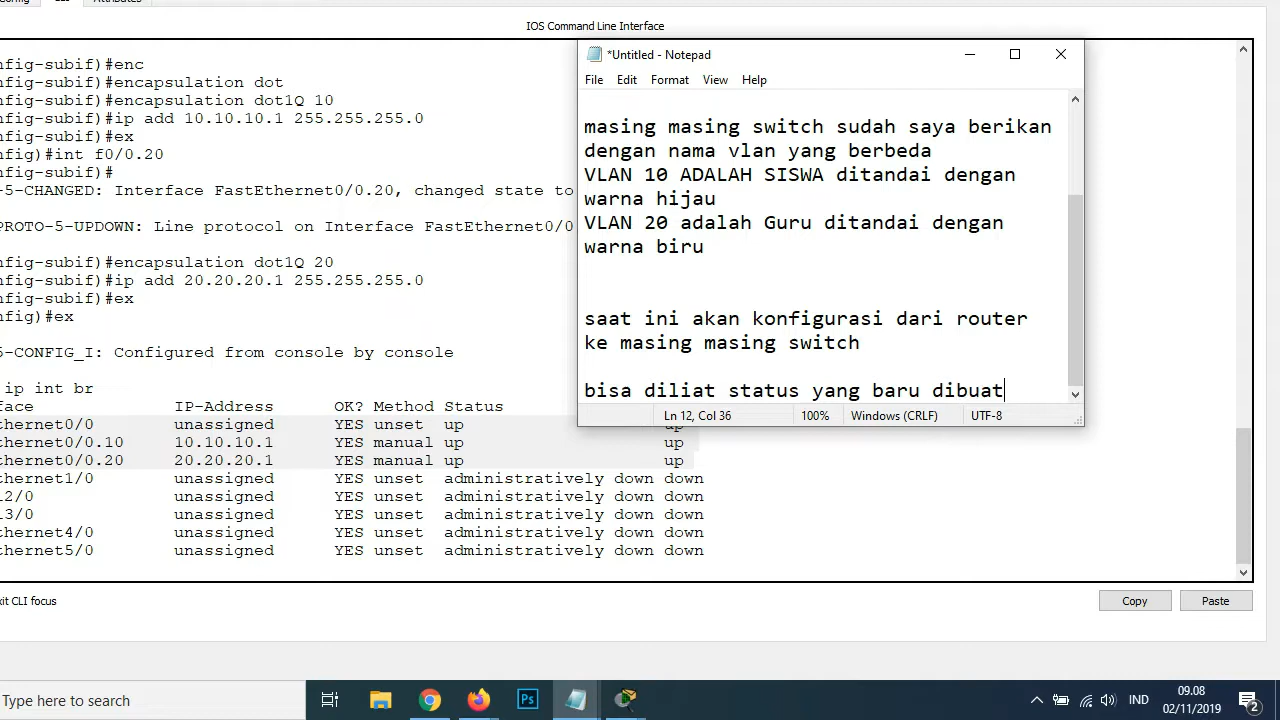 IOS Command Line Interface
nfig-subif)#enc
nfig-subif)#encapsulation dot
nfig-subif)#encapsulation dot1Q 10
nfig-subif)#ip add 10.10.10.1 255.255.255.0
nfig-subif)#ex
nfig)#int f0/0.20
nfig-subif)#
-5-CHANGED: Interface FastEthernet0/0.20, changed state to
PROTO-5-UPDOWN: Line protocol on Interface FastEthernet0/0
nfig-subif)#encapsulation dot1Q 20
nfig-subif)#ip add 20.20.20.1 255.255.255.0
nfig-subif)#ex
nfig)#ex
5-CONFIG_I: Configured from console by console
ip int br
face IP-Address OK? Method Status
thernet0/0 unassigned YES unset up up
thernet0/0.10 10.10.10.1 YES manual up up
thernet0/0.20 20.20.20.1 YES manual up up
thernet1/0 unassigned YES unset administratively down down
l2/0 unassigned YES unset administratively down down
l3/0 unassigned YES unset administratively down down
thernet4/0 unassigned YES unset administratively down down
thernet5/0 unassigned YES unset administratively down down
*Untitled - Notepad
File Edit Format View Help
masing masing switch sudah saya berikan
dengan nama vlan yang berbeda
VLAN 10 ADALAH SISWA ditandai dengan
warna hijau
VLAN 20 adalah Guru ditandai dengan
warna biru
saat ini akan konfigurasi dari router
ke masing masing switch
bisa diliat status yang baru dibuat
Ln 12, Col 36 100% Windows (CRLF) UTF-8
xit CLI focus
Copy Paste
Type here to search
Ps
IND
09.08
02/11/2019
2